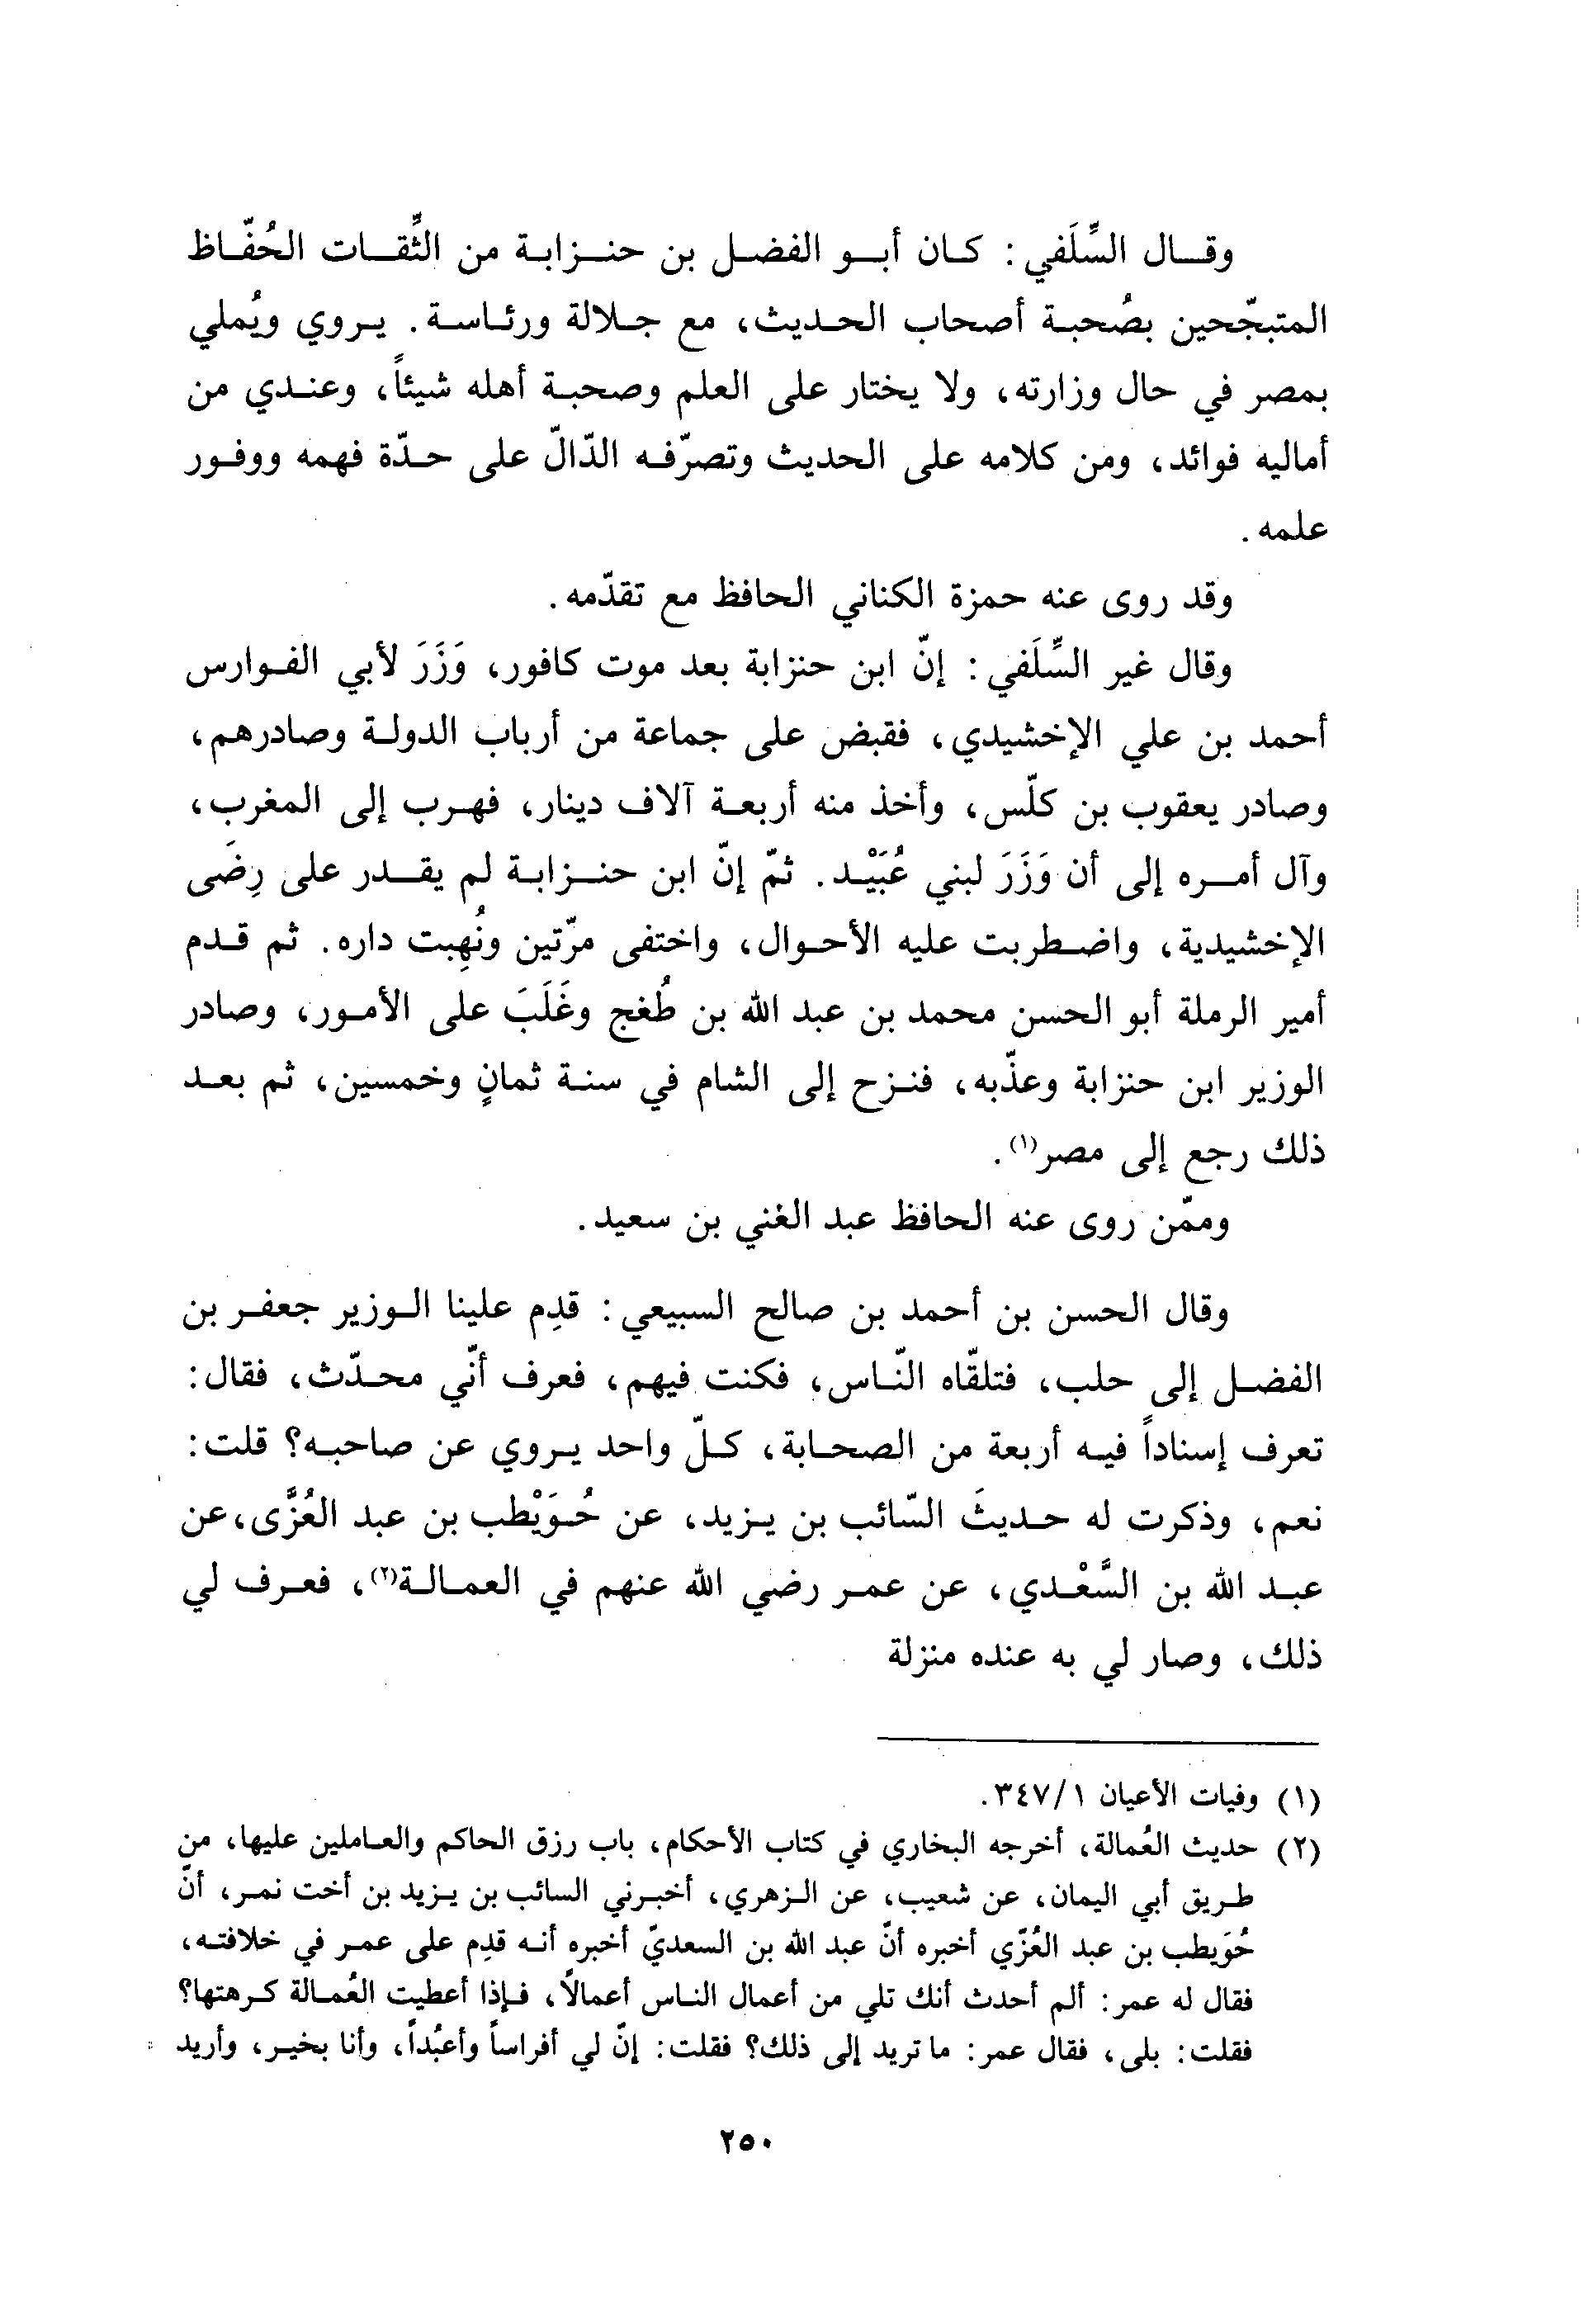 وقال السِّلَفي : كان أبو الفضل بن حنزابة من الثِّقات الحُفّاظ
المتبجّحين بصُحبة أصحاب الحديث، مع جلالة ورئاسة. يروي ويُملي
بمصر في حال وزارته، ولا يختار على العلم وصحبة أهله شيئاً، وعندي من
أماليه فوائد، ومن كلامه على الحديث وتصرّفه الدّالّ على حدّة فهمه ووفور
علمه.
وقد روى عنه حمزة الكناني الحافظ مع تقدّمه.
وقال غير السِّلَفي : إنّ ابن حنزابة بعد موت كافور، وَزَرَ لأبي الفوارس
أحمد بن علي الإخشيدي، فقبض على جماعة من أرباب الدولة وصادرهم،
وصادر يعقوب بن كلّس، وأخذ منه أربعة آلاف دينار، فهرب إلى المغرب،
وآل أمره إلى أن وَزَرَ لبني عُبَيْد. ثمّ إنّ ابن حنزابة لم يقدر على رِضَى
الإخشيدية، واضطربت عليه الأحوال، واختفى مرّتين ونُهِبت داره. ثم قدم
أمير الرملة أبو الحسن محمد بن عبد الله بن طُغج وغَلَبَ على الأمور، وصادر
الوزير ابن حنزابة وعذّبه، فنزح إلى الشام في سنة ثمانٍ وخمسين، ثم بعد
ذلك رجع إلى مصر(١).
وممّن روى عنه الحافظ عبد الغني بن سعيد.
وقال الحسن بن أحمد بن صالح السبيعي: قدِم علينا الوزير جعفر بن
الفضل إلى حلب، فتلقّاه النّاس، فكنت فيهم، فعرف أنّي محدّث، فقال:
تعرف إسناداً فيه أربعة من الصحابة، كلّ واحد يروي عن صاحبه؟ قلت:
نعم، وذكرت له حديثَ السّائب بن يزيد، عن حُوَيْطب بن عبد العُزَّى، عن
عبد الله بن السَّعْدي، عن عمر رضي الله عنهم في العمالة(٢)، فعرف لي
ذلك، وصار لي به عنده منزلة
(١) وفيات الأعيان ٣٤٧/١.
(٢) حديث العُمالة، أخرجه البخاري في كتاب الأحكام، باب رزق الحاكم والعاملين عليها، من
طريق أبي اليمان، عن شعيب، عن الزهري، أخبرني السائب بن يزيد بن أخت نمر، أنّ
حُوَيطب بن عبد العُزّي أخبره أنّ عبد الله بن السعديّ أخبره أنه قدِم على عمر في خلافته،
فقال له عمر: ألم أحدث أنك تلي من أعمال الناس أعمالاً، فإذا أعطيت العُمالة كرهتها؟
فقلت: بلى، فقال عمر: ما تريد إلى ذلك؟ فقلت: إنّ لي أفراساً وأعبُداً، وأنا بخير، وأريد =
٢٥٠